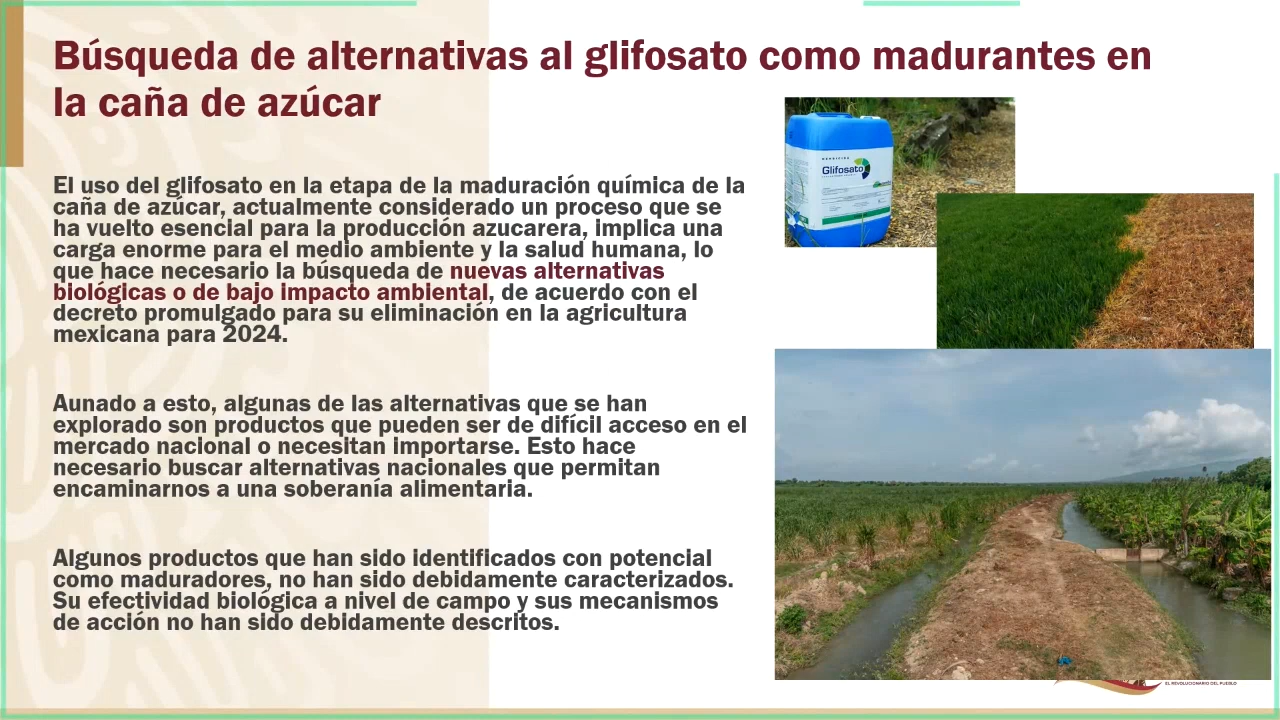 Búsqueda de alternativas al glifosato como madurantes en
la caña de azúcar
El uso del glifosato en la etapa de la maduración química de la
caña de azúcar, actualmente considerado un proceso que se
ha vuelto esencial para la producción azucarera, implica una
carga enorme para el medio ambiente y la salud humana, lo
que hace necesario la búsqueda de nuevas alternativas
biológicas o de bajo impacto ambiental, de acuerdo con el
decreto promulgado para su eliminación en la agricultura
mexicana para 2024.
Aunado a esto, algunas de las alternativas que se han
explorado son productos que pueden ser de difícil acceso en el
mercado nacional o necesitan importarse. Esto hace
necesario buscar alternativas nacionales que permitan
encaminarnos a una soberanía alimentaria.
Algunos productos que han sido identificados con potencial
como maduradores, no han sido debidamente caracterizados.
Su efectividad biológica a nivel de campo y sus mecanismos
de acción no han sido debidamente descritos.
HERBICIDA
Glifosato
EL REVOLUCIONARIO DEL PUEBLO